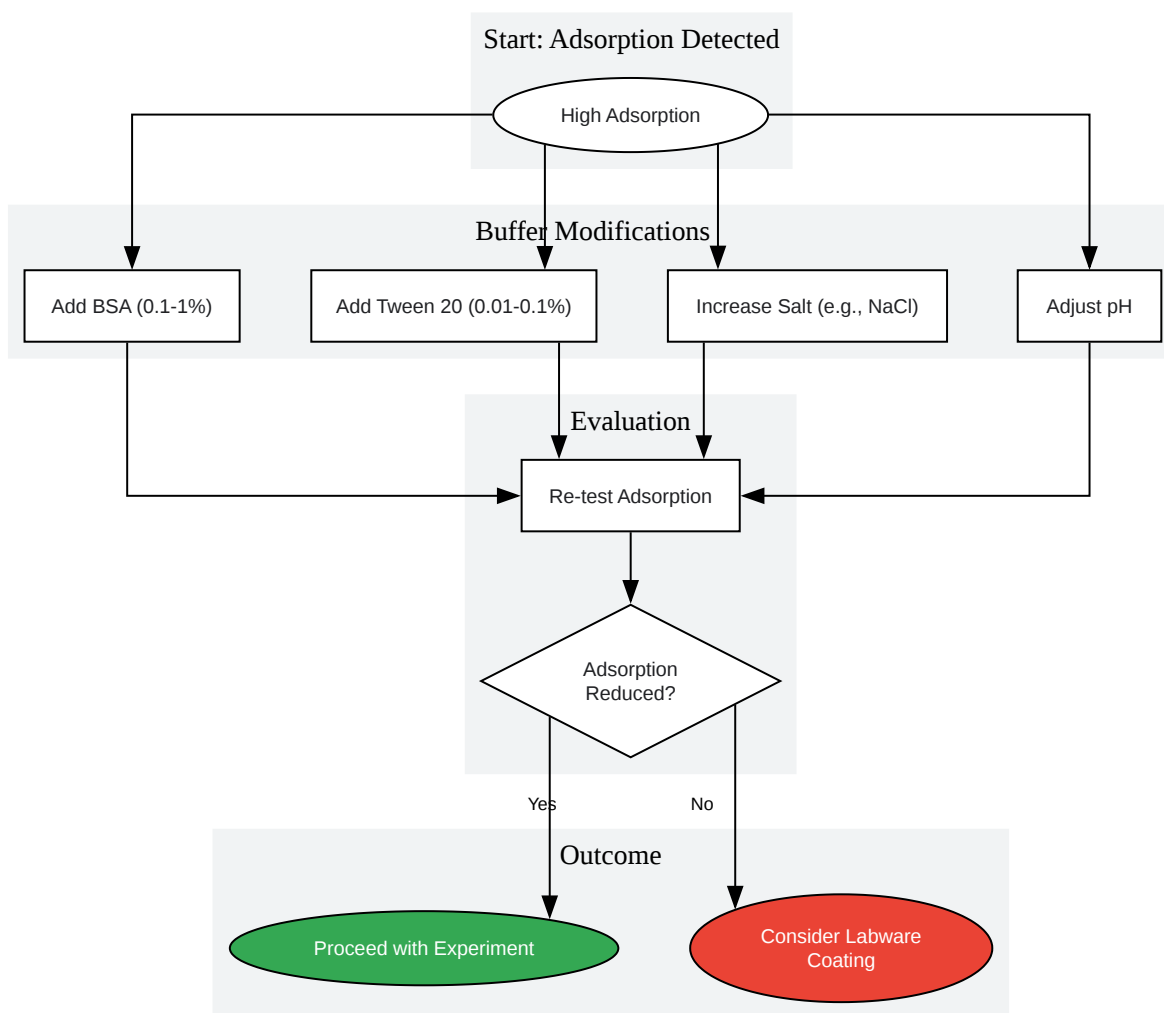 Start: Adsorption Detected
High Adsorption
Buffer Modifications
Add BSA (0.1-1%)
Add Tween 20 (0.01-0.1%)
Increase Salt (e.g., NaCl)
Adjust pH
Evaluation
Re-test Adsorption
Adsorption
Reduced?
Yes
No
Outcome
Proceed with Experiment
Consider Labware
Coating